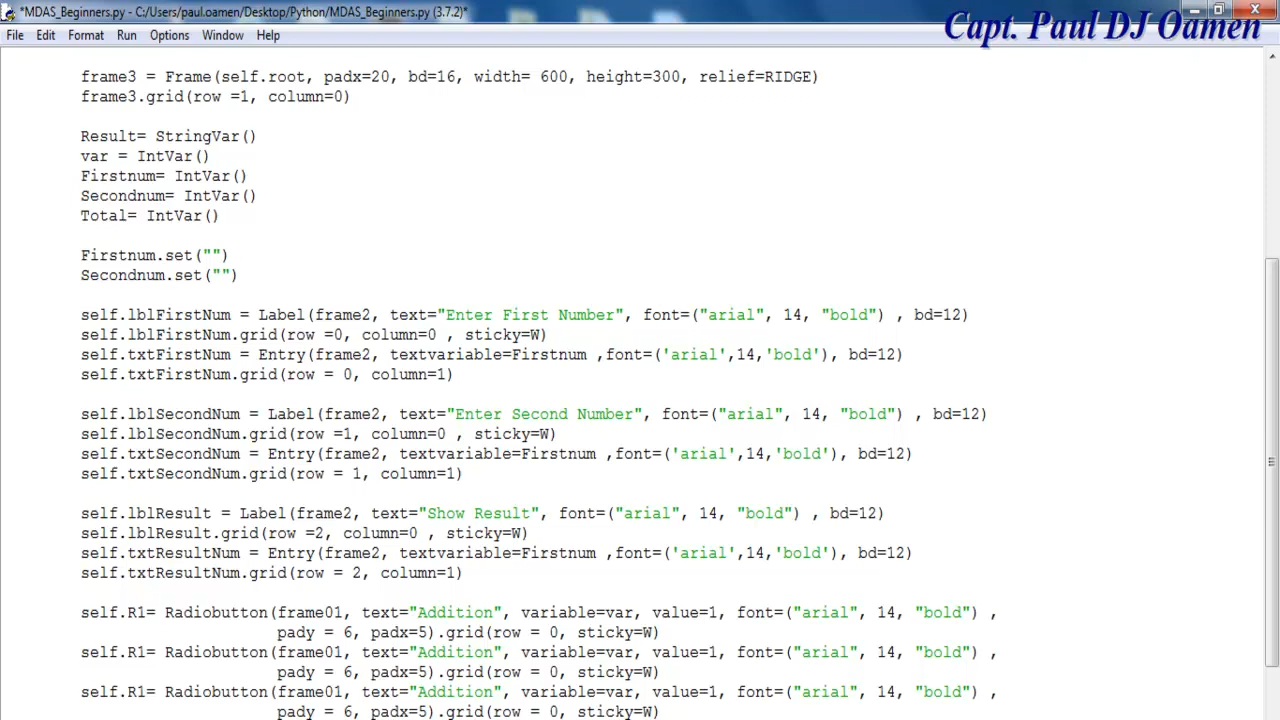 *MDAS_Beginners.py - C:/Users/paul.oamen/Desktop/Python/MDAS_Beginners.py (3.7.2)*
Capt. Paul DJ Oamen
File Edit Format Run Options Window Help
frame3 = Frame(self.root, padx=20, bd=16, width= 600, height=300, relief=RIDGE)
frame3.grid(row =1, column=0)
Result= StringVar()
var = IntVar()
Firstnum= IntVar()
Secondnum= IntVar()
Total= IntVar()
Firstnum.set("")
Secondnum.set("")
self.lblFirstNum = Label(frame2, text="Enter First Number", font=("arial", 14, "bold") , bd=12)
self.lblFirstNum.grid(row =0, column=0 , sticky=W)
self.txtFirstNum = Entry(frame2, textvariable=Firstnum ,font=('arial',14,'bold'), bd=12)
self.txtFirstNum.grid(row = 0, column=1)
self.lblSecondNum = Label(frame2, text="Enter Second Number", font=("arial", 14, "bold") , bd=12)
self.lblSecondNum.grid(row =1, column=0 , sticky=W)
self.txtSecondNum = Entry(frame2, textvariable=Firstnum ,font=('arial',14,'bold'), bd=12)
self.txtSecondNum.grid(row = 1, column=1)
self.lblResult = Label(frame2, text="Show Result", font=("arial", 14, "bold") , bd=12)
self.lblResult.grid(row =2, column=0 , sticky=W)
self.txtResultNum = Entry(frame2, textvariable=Firstnum ,font=('arial',14,'bold'), bd=12)
self.txtResultNum.grid(row = 2, column=1)
self.R1= Radiobutton(frame01, text="Addition", variable=var, value=1, font=("arial", 14, "bold") ,
pady = 6, padx=5).grid(row = 0, sticky=W)
self.R1= Radiobutton(frame01, text="Addition", variable=var, value=1, font=("arial", 14, "bold") ,
pady = 6, padx=5).grid(row = 0, sticky=W)
self.R1= Radiobutton(frame01, text="Addition", variable=var, value=1, font=("arial", 14, "bold") ,
pady = 6, padx=5).grid(row = 0, sticky=W)